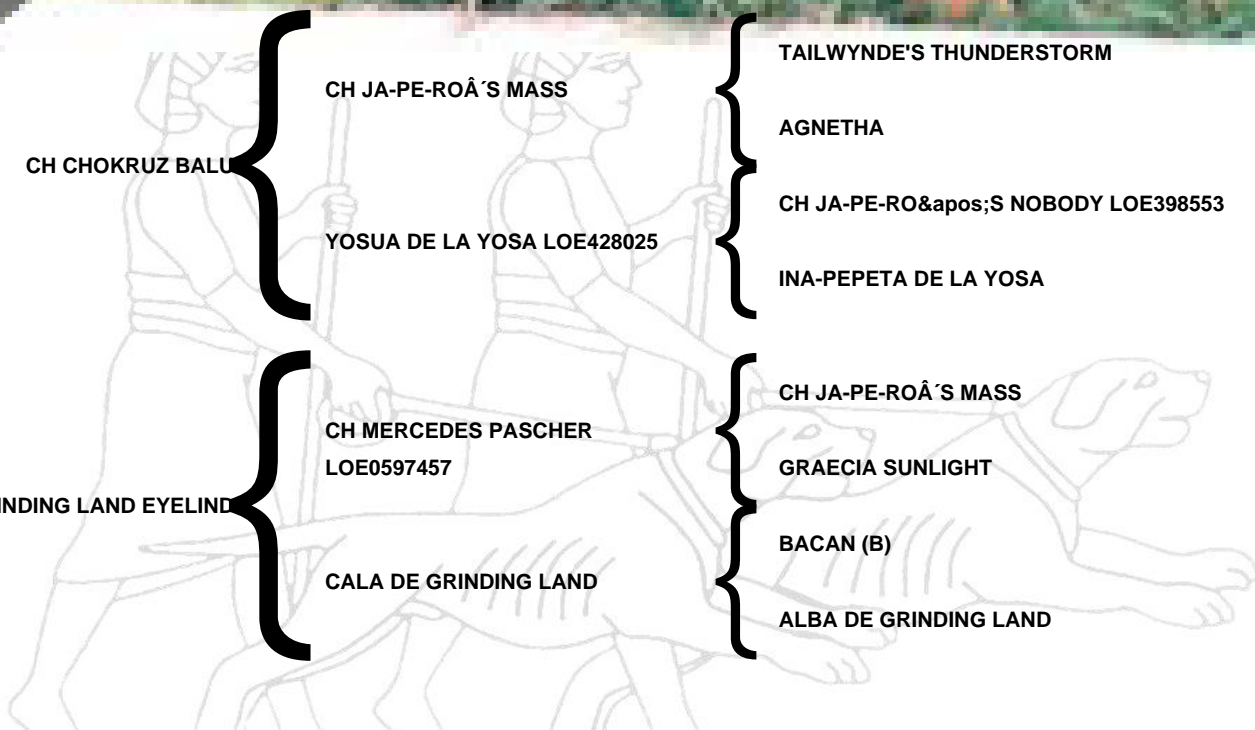 TAILWYNDE'S THUNDERSTORM
CH JA-PE-ROÂ´S MASS
AGNETHA
CH CHOKRUZ BALU
CH JA-PE-RO&apos;S NOBODY LOE398553
YOSUA DE LA YOSA LOE428025
INA-PEPETA DE LA YOSA
CH JA-PE-ROÂ´S MASS
CH MERCEDES PASCHER
LOE0597457
GRAECIA SUNLIGHT
LAND EYELIND
BACAN (B)
CALA DE GRINDING LAND
ALBA DE GRINDING LAND